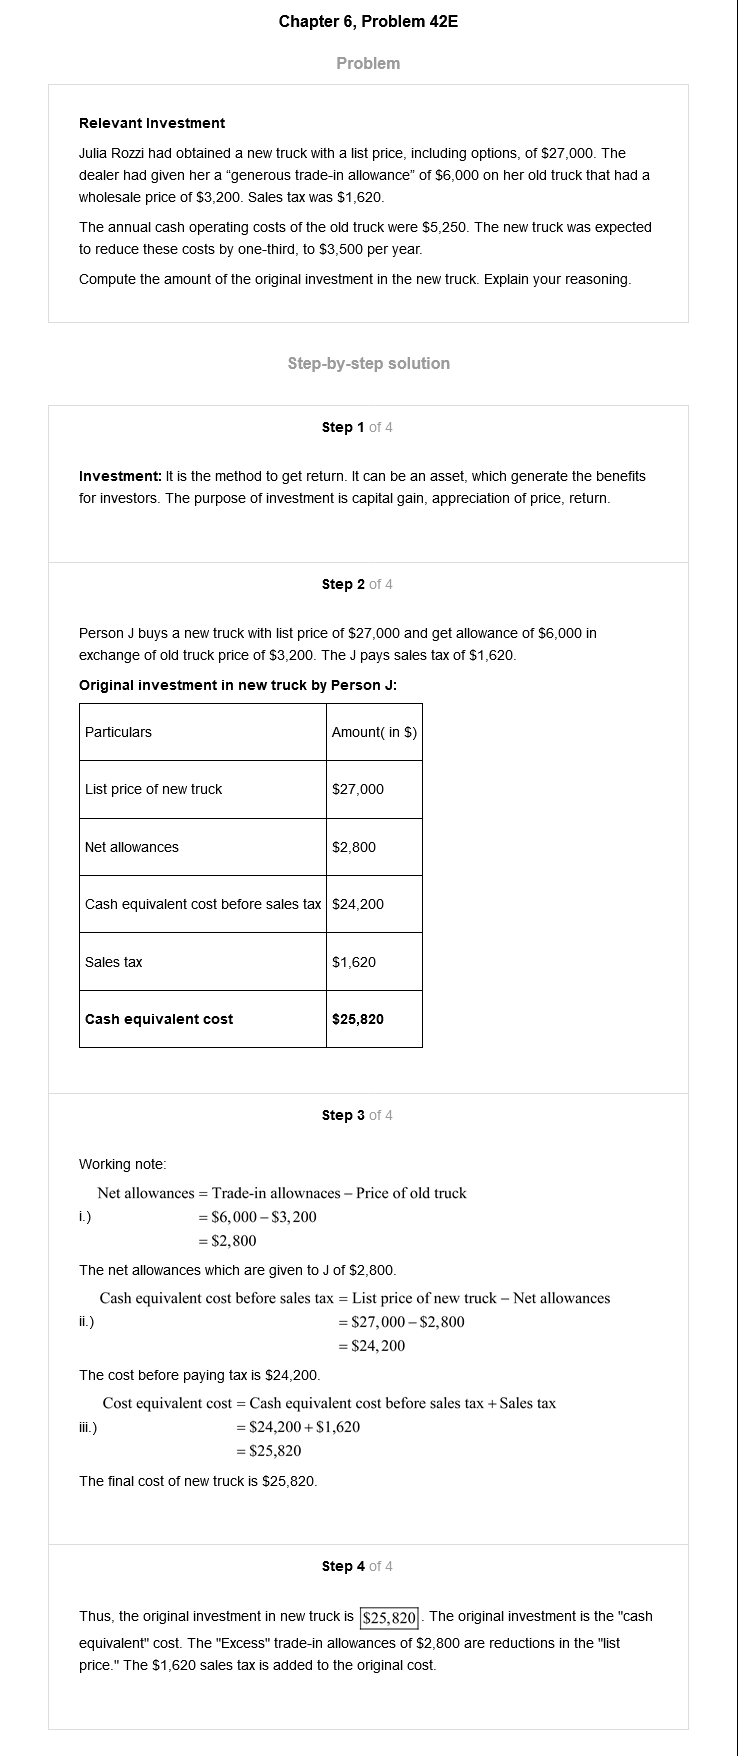 Chapter 6, Problem 42E
Problem
Relevant Investment
Julia Rozzi had obtained a new truck with a list price, including options, of $27,000. The
dealer had given her a “generous trade-in allowance” of $6,000 on her old truck that had a
wholesale price of $3,200. Sales tax was $1,620.
The annual cash operating costs of the old truck were $5,250. The new truck was expected
to reduce these costs by one-third, to $3,500 per year.
Compute the amount of the original investment in the new truck. Explain your reasoning.
Step-by-step solution
Step 1 of 4
Investment: It is the method to get return. It can be an asset, which generate the benefits
for investors. The purpose of investment is capital gain, appreciation of price, return.
Step 2 of 4
Person J buys a new truck with list price of $27,000 and get allowance of $6,000 in
exchange of old truck price of $3,200. The J pays sales tax of $1,620.
Original investment in new truck by Person J:
Particulars Amount( in $)
List price of new truck $27,000
Net allowances $2,800
Cash equivalent cost before sales tax $24,200
Sales tax $1,620
Cash equivalent cost $25,820
Step 3 of 4
Working note:
Net allowances = Trade-in allownaces – Price of old truck
i.) = $6,000 – $3,200
= $2,800
The net allowances which are given to J of $2,800.
Cash equivalent cost before sales tax = List price of new truck – Net allowances
ii.) = $27,000 – $2,800
= $24,200
The cost before paying tax is $24,200.
Cost equivalent cost = Cash equivalent cost before sales tax + Sales tax
iii.) = $24,200 + $1,620
= $25,820
The final cost of new truck is $25,820.
Step 4 of 4
Thus, the original investment in new truck is $25,820. The original investment is the "cash
equivalent" cost. The "Excess" trade-in allowances of $2,800 are reductions in the "list
price." The $1,620 sales tax is added to the original cost.